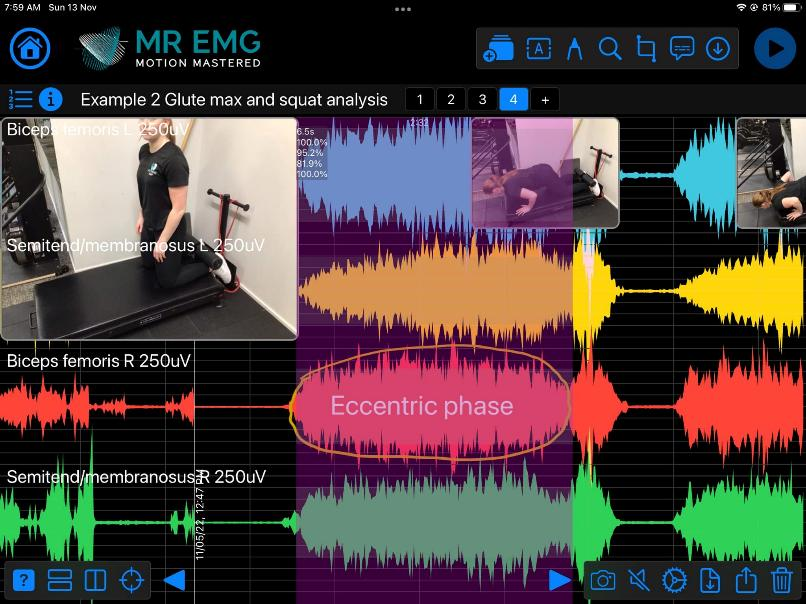 7:59 AM Sun 13 Nov
81%
MR EMG
MOTION MASTERED
A
Example 2 Glute max and squat analysis
1 2 3 4 +
Biceps femoris L 250uV
6.5s
100.0%
95.2%
81.9%
100.0%
Semitend/membranosus L 250uV
Biceps femoris R 250uV
Eccentric phase
Semitend/membranosus R 250uV
?